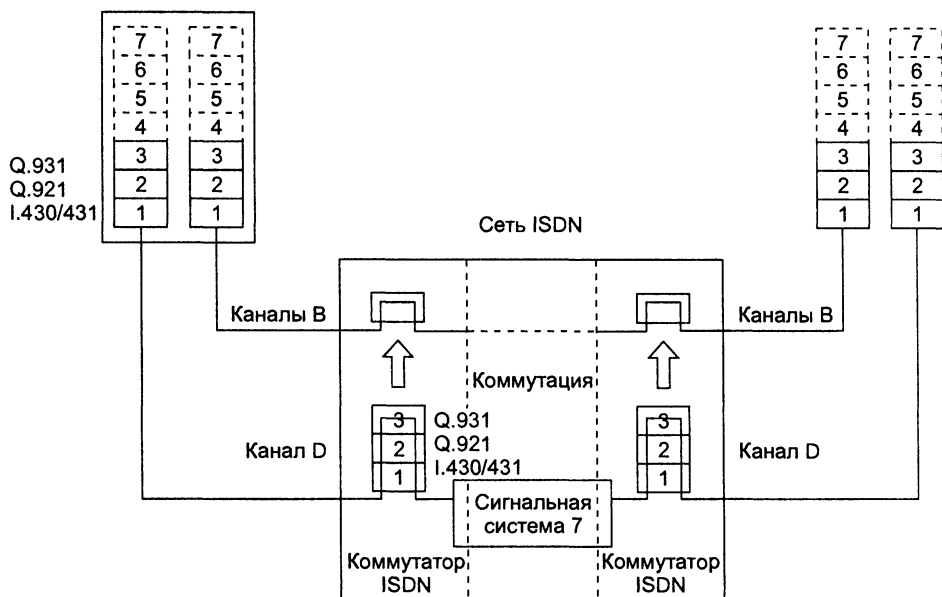 7 7
6 6
5 5
4 4
3 3
2 2
1 1
Q.931
Q.921
I.430/431
7 7
6 6
5 5
4 4
3 3
2 2
1 1
Сеть ISDN
Каналы B
Каналы B
Коммутация
Канал D
3
2
1
Q.931
Q.921
I.430/431
3
2
1
Канал D
Сигнальная
система 7
Коммутатор
ISDN
Коммутатор
ISDN